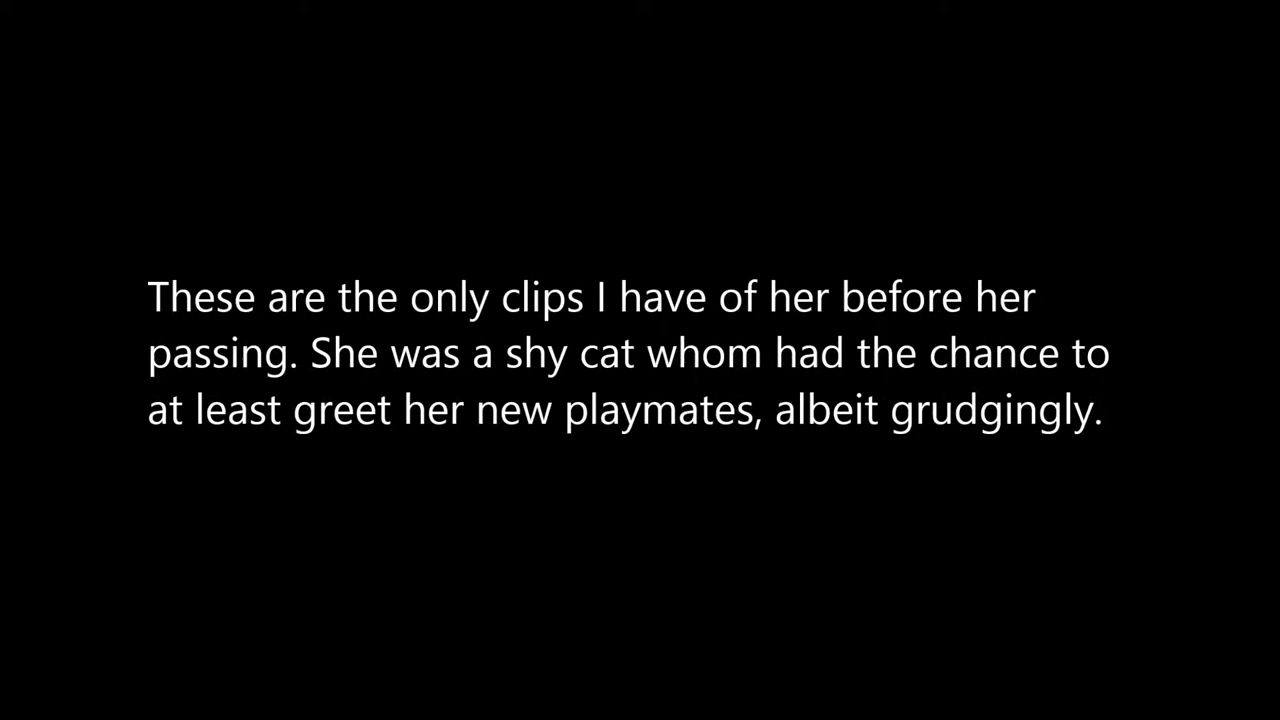 These are the only clips I have of her before her
passing. She was a shy cat whom had the chance to
at least greet her new playmates, albeit grudgingly.